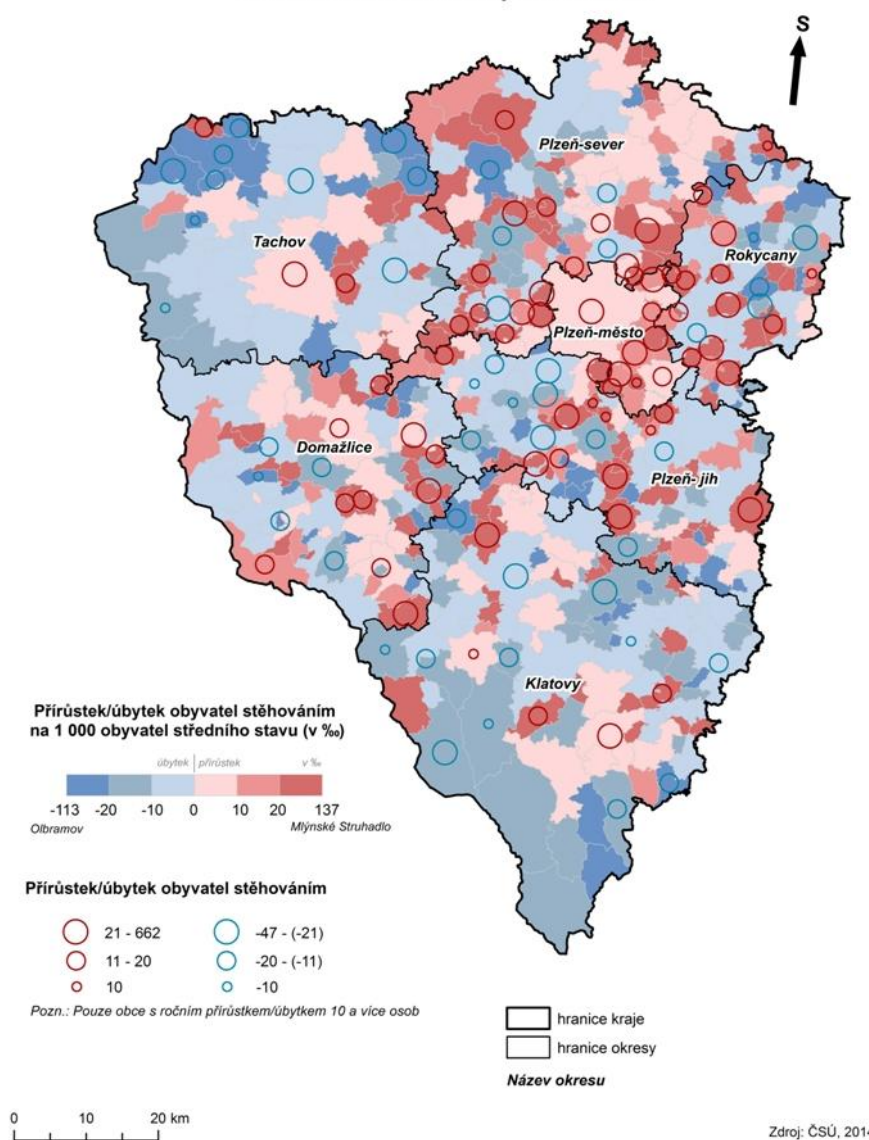 S
Plzeň-sever
Tachov
Rokycany
Plzeň-město
Domažlice
Plzeň- jih
Klatovy
Přírůstek/úbytek obyvatel stěhováním
na 1 000 obyvatel středního stavu (v ‰)
úbytek | přírůstek v ‰
-113 -20 -10 0 10 20 137
Olbramov Mlýnské Struhadlo
Přírůstek/úbytek obyvatel stěhováním
21 - 662 -47 - (-21)
11 - 20 -20 - (-11)
10 -10
Pozn.: Pouze obce s ročním přírůstkem/úbytkem 10 a více osob
hranice kraje
hranice okresy
Název okresu
0 10 20 km
Zdroj: ČSÚ, 2014